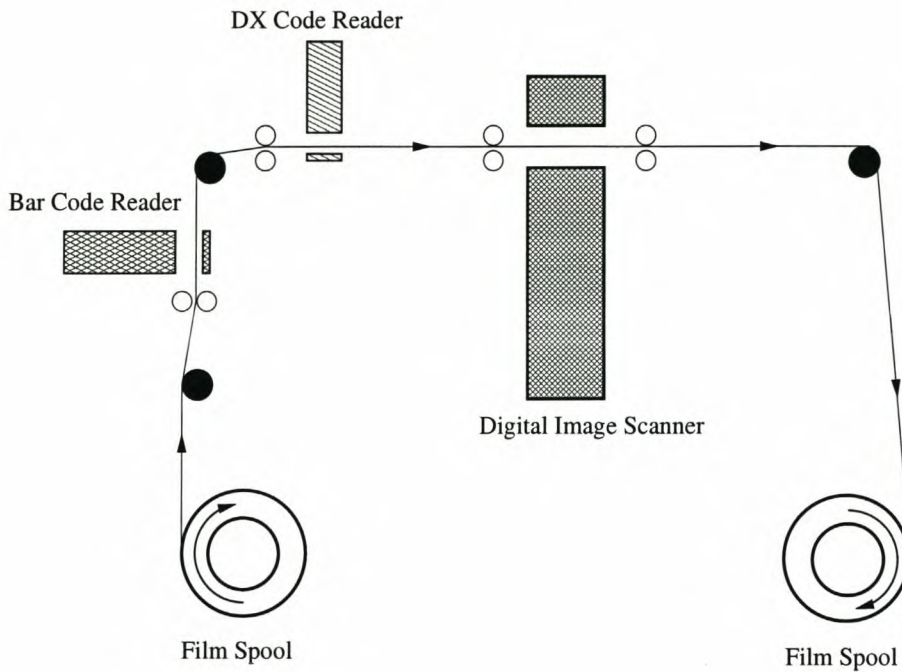 DX Code Reader
Bar Code Reader
Digital Image Scanner
Film Spool
Film Spool